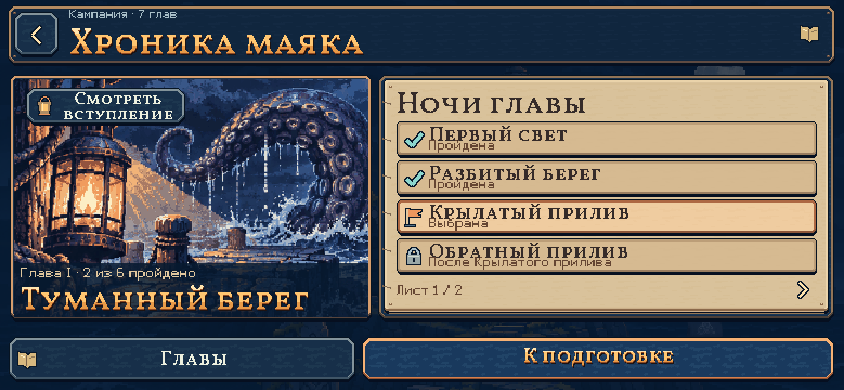 Кампания · 7 глав
Хроника маяка
Смотреть
вступление
Глава I · 2 из 6 пройдено
Туманный берег
Ночи главы
Первый свет
Пройдена
Разбитый берег
Пройдена
Крылатый прилив
Выбрана
Обратный прилив
После Крылатого прилива
Лист 1 / 2
Главы
К подготовке